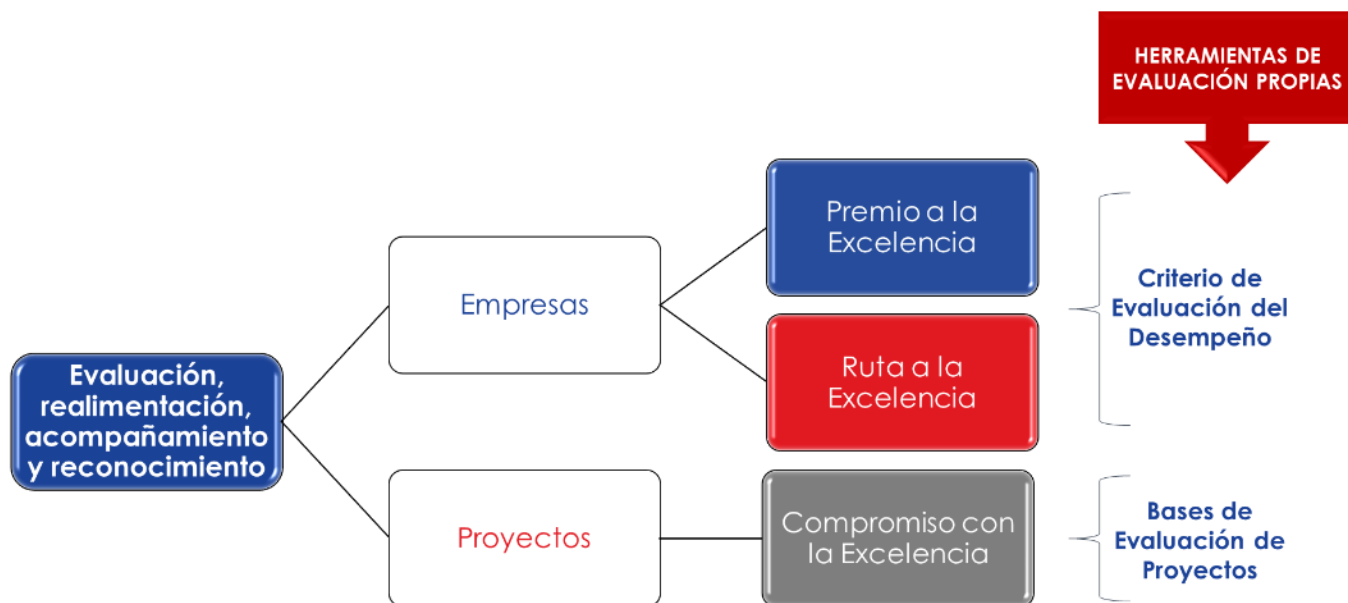 HERRAMIENTAS DE
EVALUACIÓN PROPIAS
Premio a la
Excelencia
Empresas
Criterio de
Evaluación del
Desempeño
Ruta a la
Excelencia
Evaluación,
realimentación,
acompañamiento
y reconocimiento
Proyectos
Compromiso con
la Excelencia
Bases de
Evaluación de
Proyectos